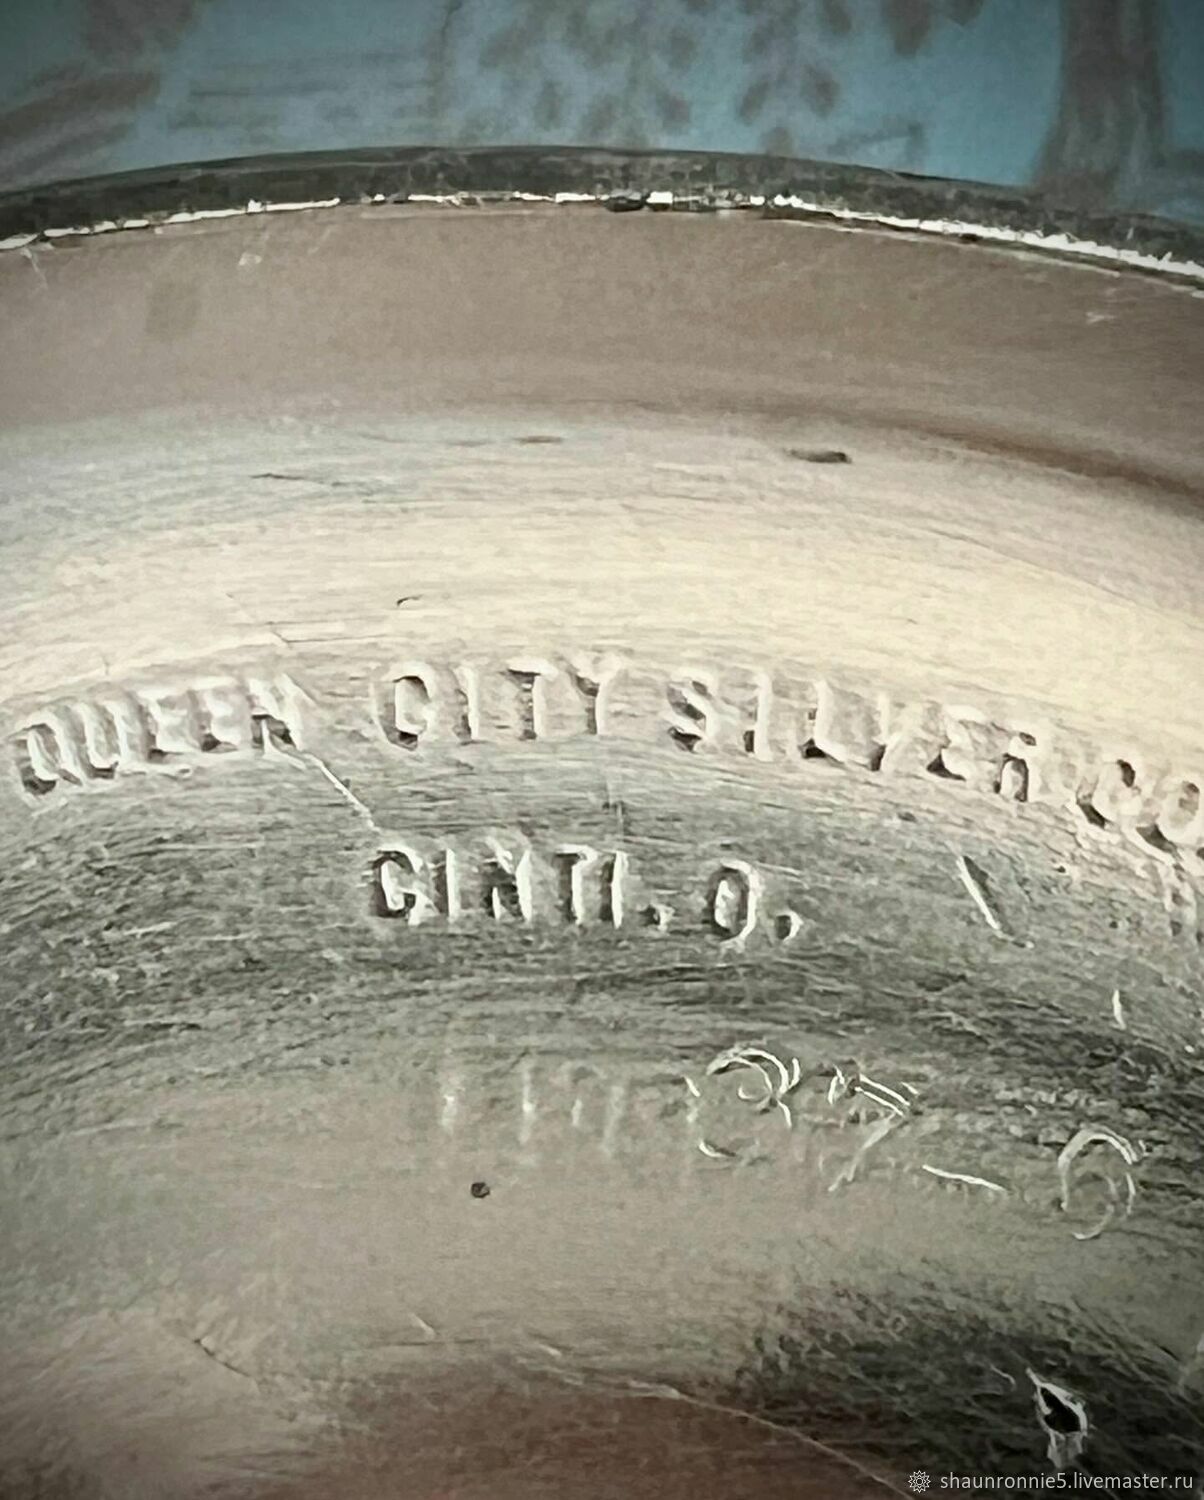 QUEEN CITY SILVER CO
CINTI. O.
shaunronnie5.livemaster.ru